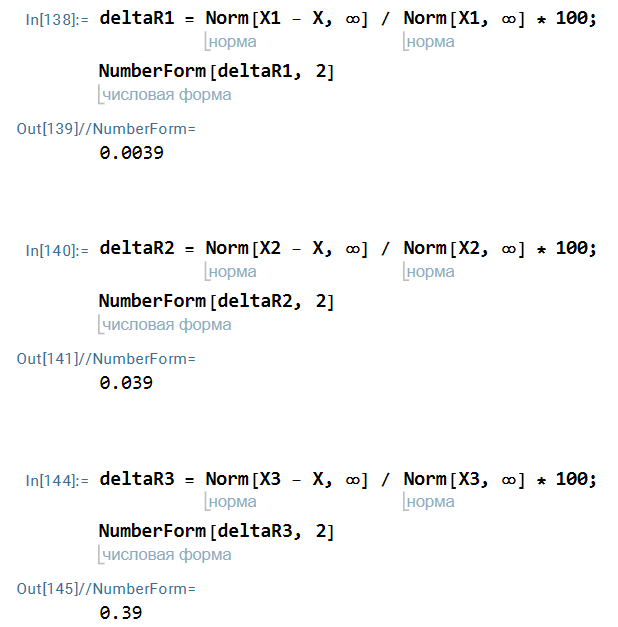 In[138]:= deltaR1 = Norm[X1 - X, ∞] / Norm[X1, ∞] * 100;
норма норма
NumberForm[deltaR1, 2]
числовая форма
Out[139]//NumberForm=
0.0039
In[140]:= deltaR2 = Norm[X2 - X, ∞] / Norm[X2, ∞] * 100;
норма норма
NumberForm[deltaR2, 2]
числовая форма
Out[141]//NumberForm=
0.039
In[144]:= deltaR3 = Norm[X3 - X, ∞] / Norm[X3, ∞] * 100;
норма норма
NumberForm[deltaR3, 2]
числовая форма
Out[145]//NumberForm=
0.39